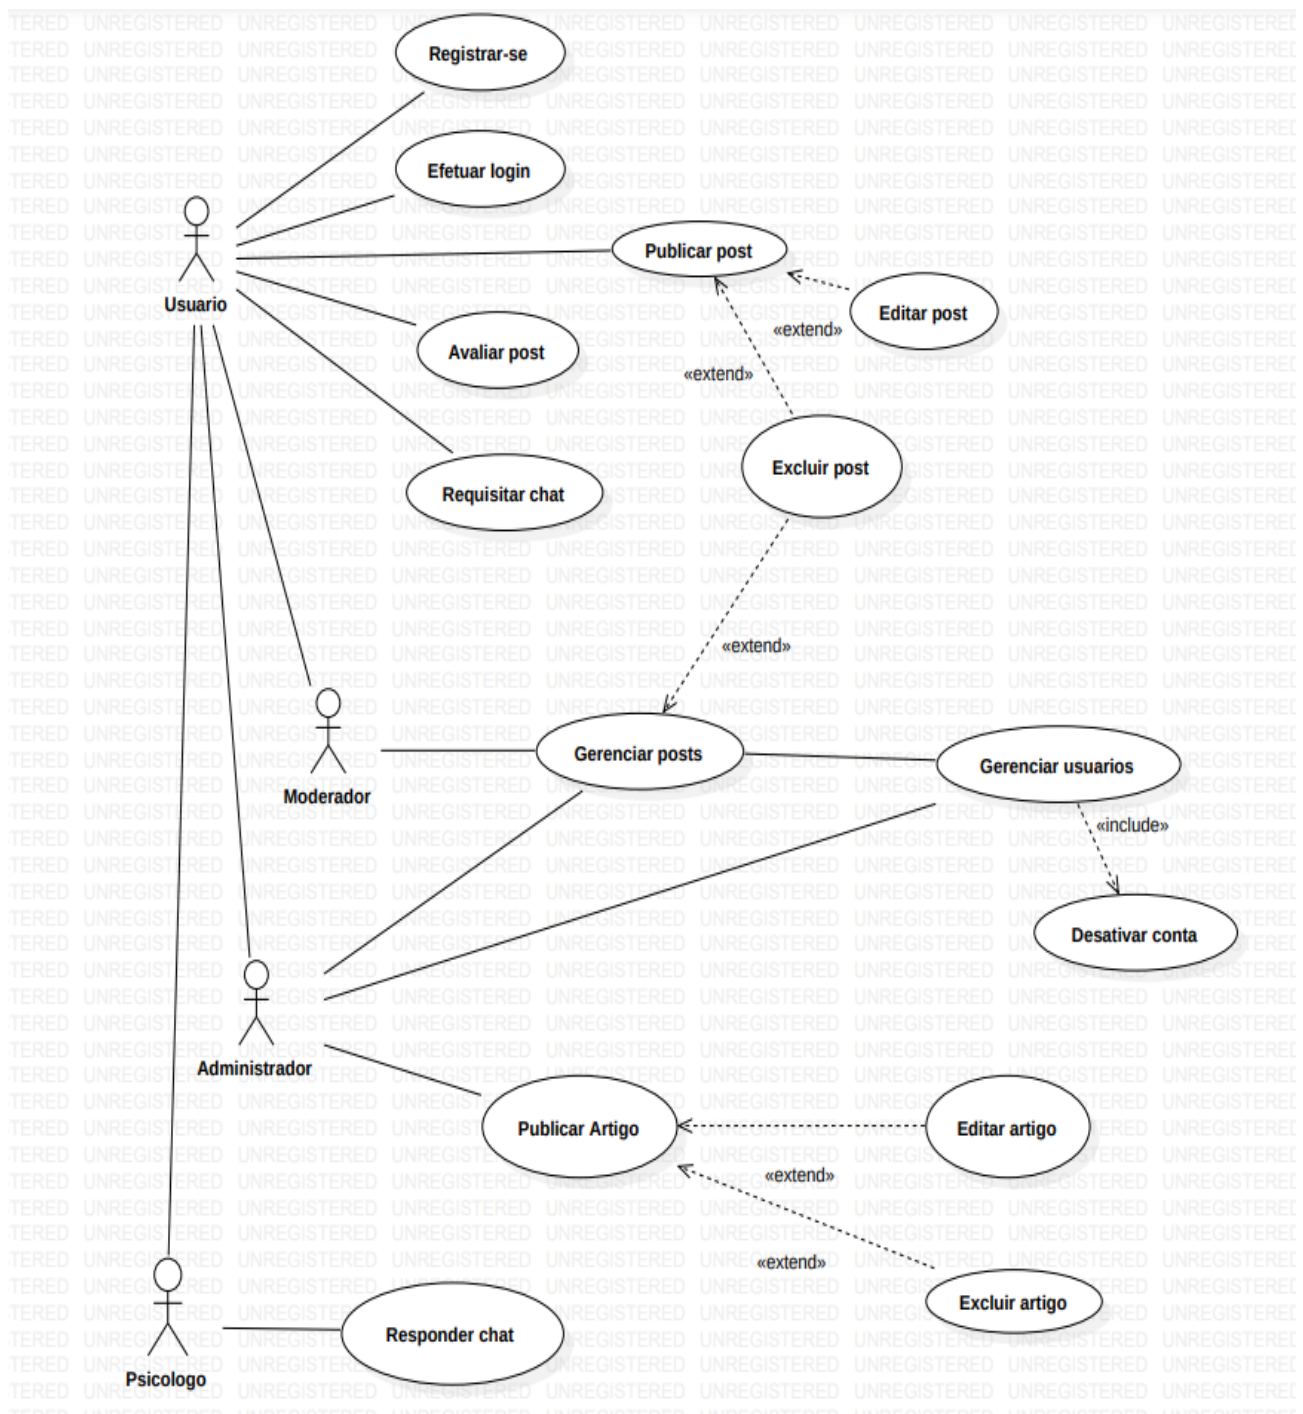 Registrar-se
Efetuar login
Publicar post
Editar post
Usuario
«extend»
Avaliar post
«extend»
Excluir post
Requisitar chat
«extend»
Gerenciar posts
Gerenciar usuarios
Moderador
«include»
Desativar conta
Administrador
Publicar Artigo
Editar artigo
«extend»
«extend»
Excluir artigo
Responder chat
Psicologo
UNREGISTERED